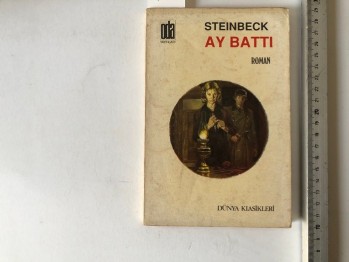 oda
STEINBECK
AY BATTI
ROMAN
DÜNYA KLASİKLERİ